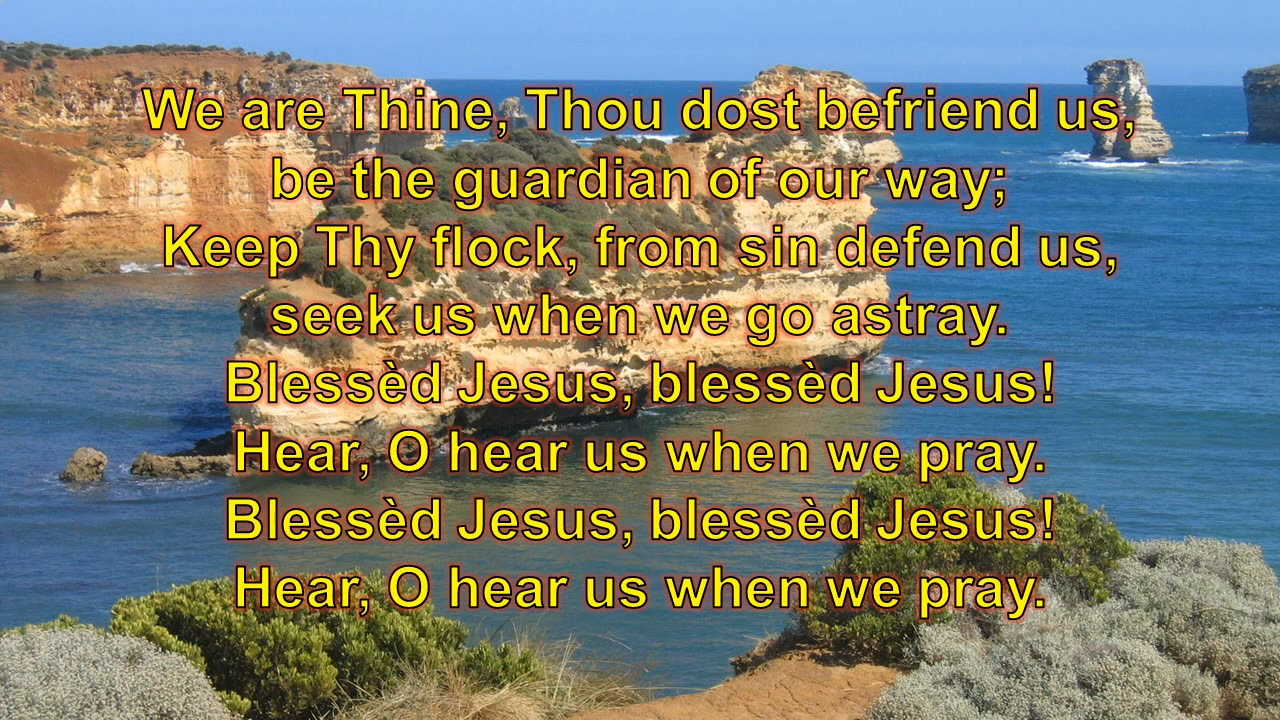 We are Thine, Thou dost befriend us,
be the guardian of our way;
Keep Thy flock, from sin defend us,
seek us when we go astray.
Blessèd Jesus, blessèd Jesus!
Hear, O hear us when we pray.
Blessèd Jesus, blessèd Jesus!
Hear, O hear us when we pray.